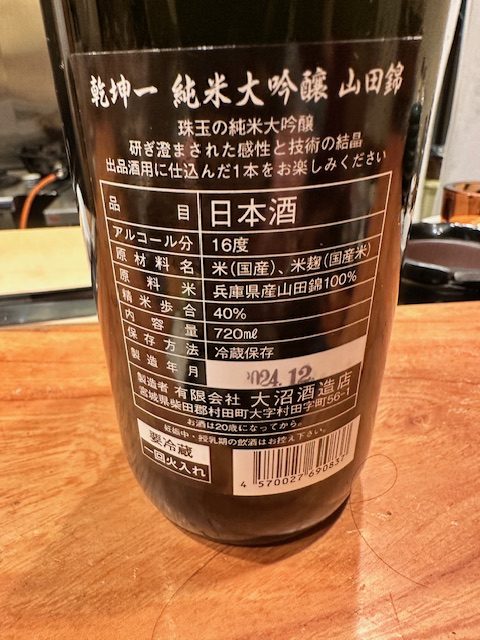 乾坤一 純米大吟醸 山田錦
珠玉の純米大吟醸
研ぎ澄まされた感性と技術の結晶
出品酒用に仕込んだ1本をお楽しみください
品目 日本酒
アルコール分 16度
原材料名 米(国産)、米麹(国産米)
原料米 兵庫県産山田錦100%
精米歩合 40%
内容量 720㎖
保存方法 冷蔵保存
製造年月 2024.12
製造者 有限会社 大沼酒造店
宮城県柴田郡村田町大字村田字町56-1
お酒は20歳になってから。
妊娠中・授乳期の飲酒はお控え下さい。
要冷蔵
一回火入れ
4 570027 690837